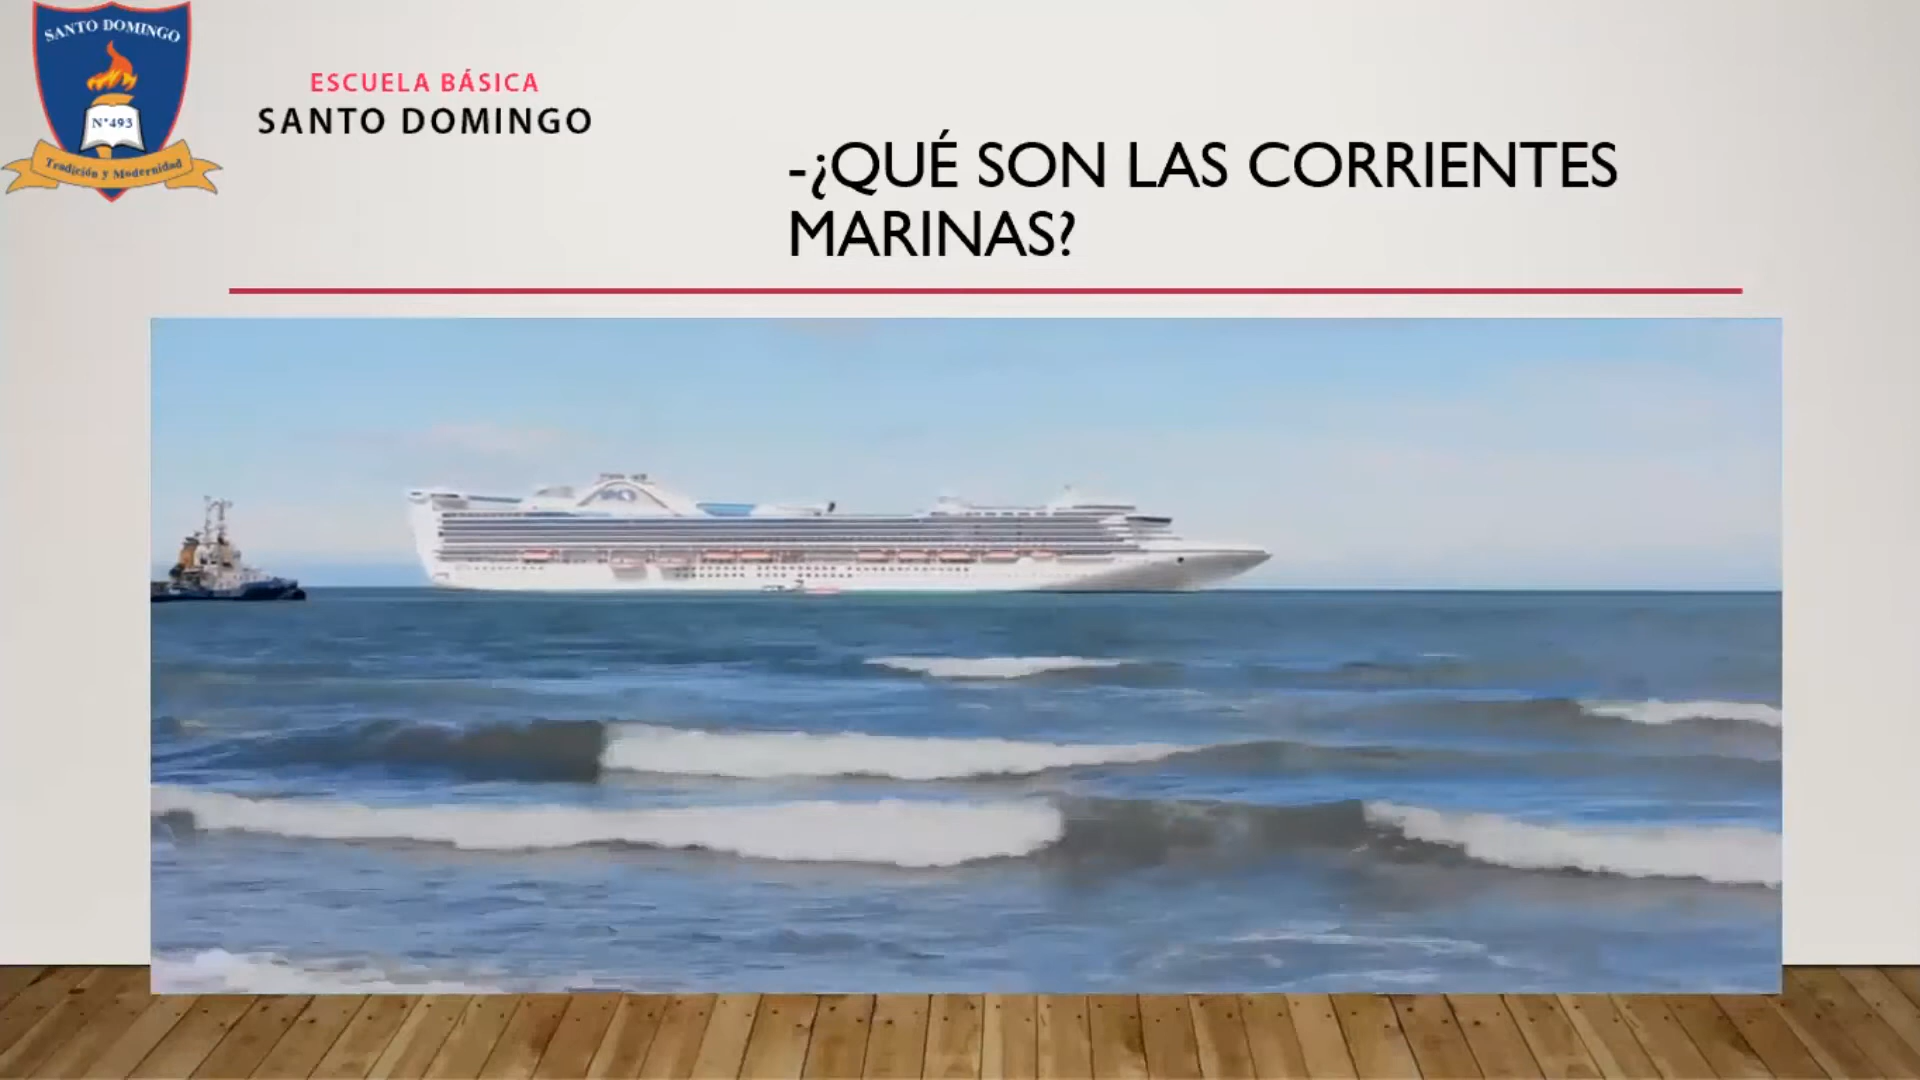 SANTO DOMINGO
N°493
Tradición y Modernidad
ESCUELA BÁSICA
SANTO DOMINGO
-¿QUÉ SON LAS CORRIENTES
MARINAS?